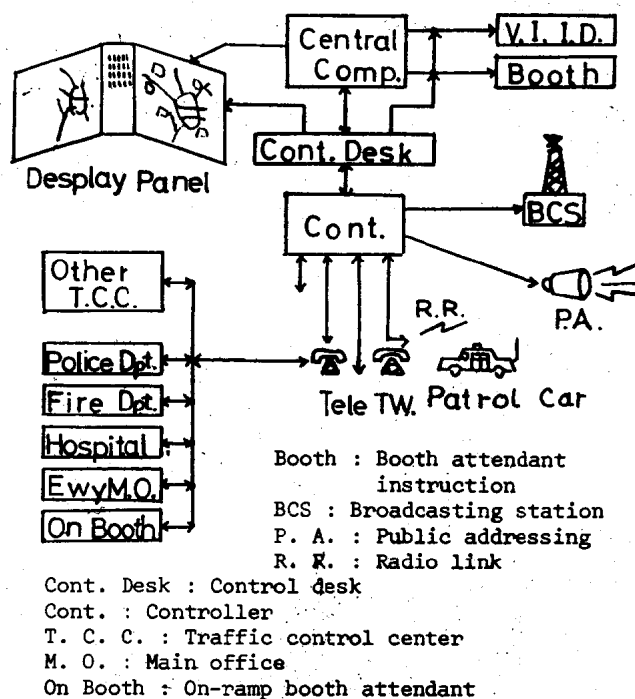 Central
Comp.
V. I. I.D.
Booth
Cont. Desk
Desplay Panel
Cont.
BCS
Other
T.C.C.
R.R.
P.A.
Police Dpt.
Fire Dpt.
Hospital
EwyM.O.
On Booth
Tele TW. Patrol Car
Booth : Booth attendant
instruction
BCS : Broadcasting station
P. A. : Public addressing
R. R. : Radio link
Cont. Desk : Control desk
Cont. : Controller
T. C. C. : Traffic control center
M. O. : Main office
On Booth : On-ramp booth attendant